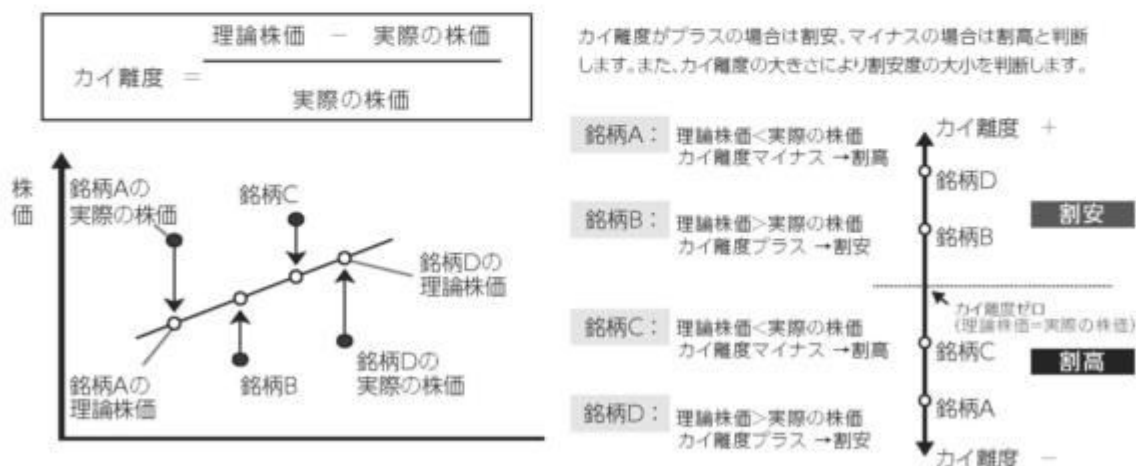 カイ離度 ＝
理論株価 － 実際の株価
実際の株価
株価
銘柄Aの
実際の株価
銘柄C
銘柄Dの
理論株価
銘柄Aの
理論株価
銘柄B
銘柄Dの
実際の株価
カイ離度がプラスの場合は割安、マイナスの場合は割高と判断
します。また、カイ離度の大きさにより割安度の大小を判断します。
銘柄A：
理論株価＜実際の株価
カイ離度マイナス →割高
銘柄B：
理論株価＞実際の株価
カイ離度プラス →割安
銘柄C：
理論株価＜実際の株価
カイ離度マイナス →割高
銘柄D：
理論株価＞実際の株価
カイ離度プラス →割安
カイ離度 ＋
銘柄D
割安
銘柄B
カイ離度ゼロ
(理論株価=実際の株価)
銘柄C
割高
銘柄A
カイ離度 －